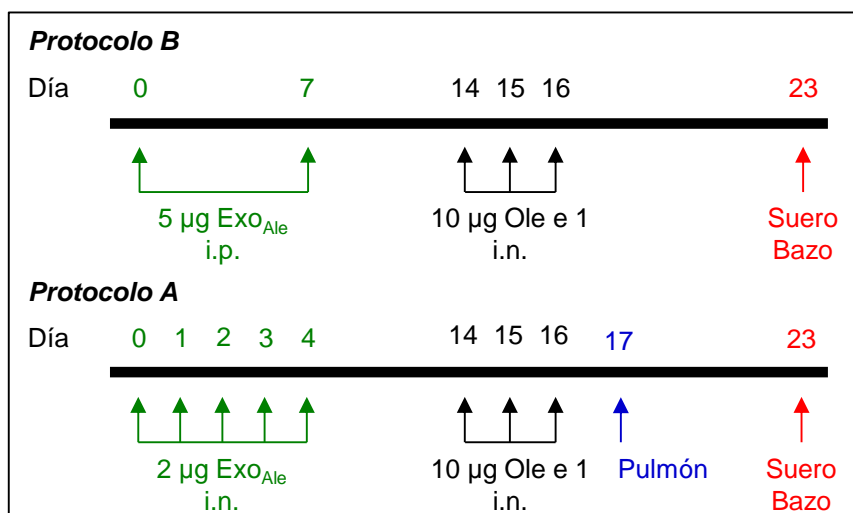 Protocolo B
Día 0 7 14 15 16 23
5 µg ExoAle 10 µg Ole e 1 Suero
i.p. i.n. Bazo
Protocolo A
Día 0 1 2 3 4 14 15 16 17 23
2 µg ExoAle 10 µg Ole e 1 Pulmón Suero
i.n. i.n. Bazo